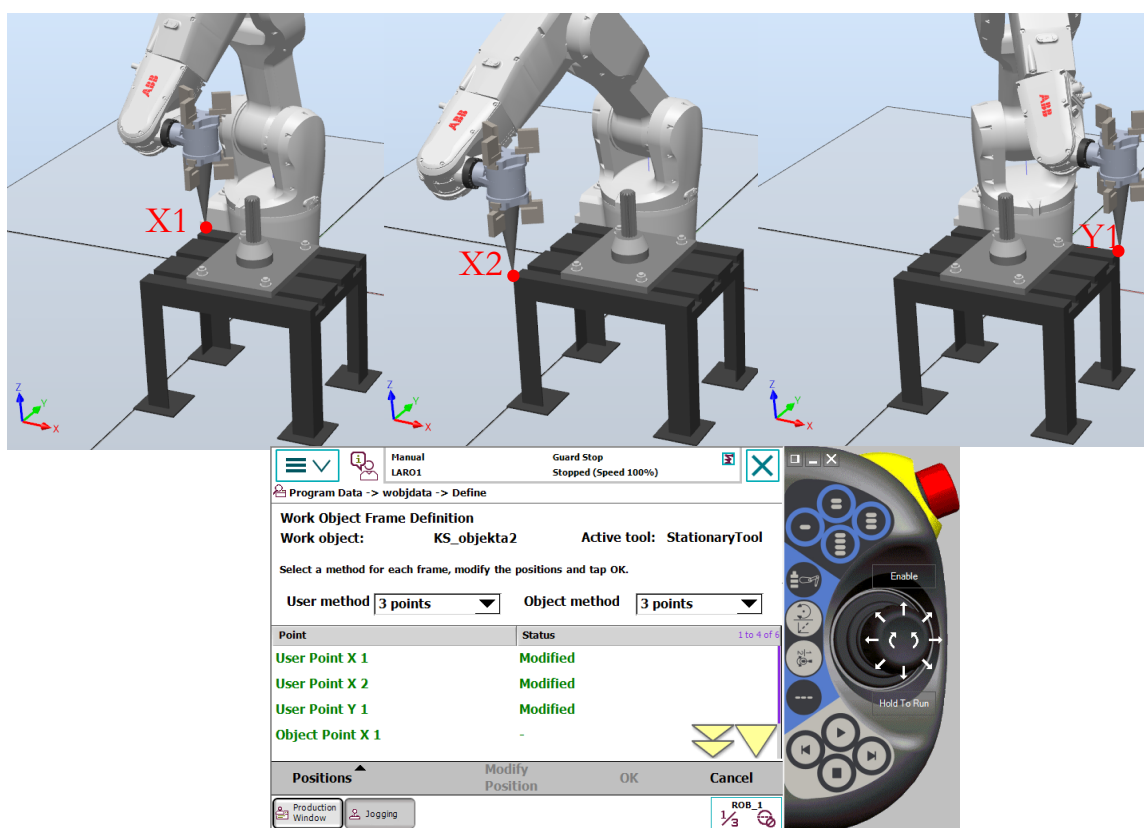 ABB
X1
ABB
X2
ABB
Y1
Z
Y
X
Z
Y
X
Z
Y
X
Manual
Guard Stop
LARO1
Stopped (Speed 100%)
Program Data -> wobjdata -> Define
Work Object Frame Definition
Work object: KS_objekta2 Active tool: StationaryTool
Select a method for each frame, modify the positions and tap OK.
User method 3 points Object method 3 points
Point Status 1 to 4 of 6
User Point X 1 Modified
User Point X 2 Modified
User Point Y 1 Modified
Object Point X 1 -
Positions Modify Position OK Cancel
Production Window
Jogging
ROB_1
1/3
Enable
Hold To Run